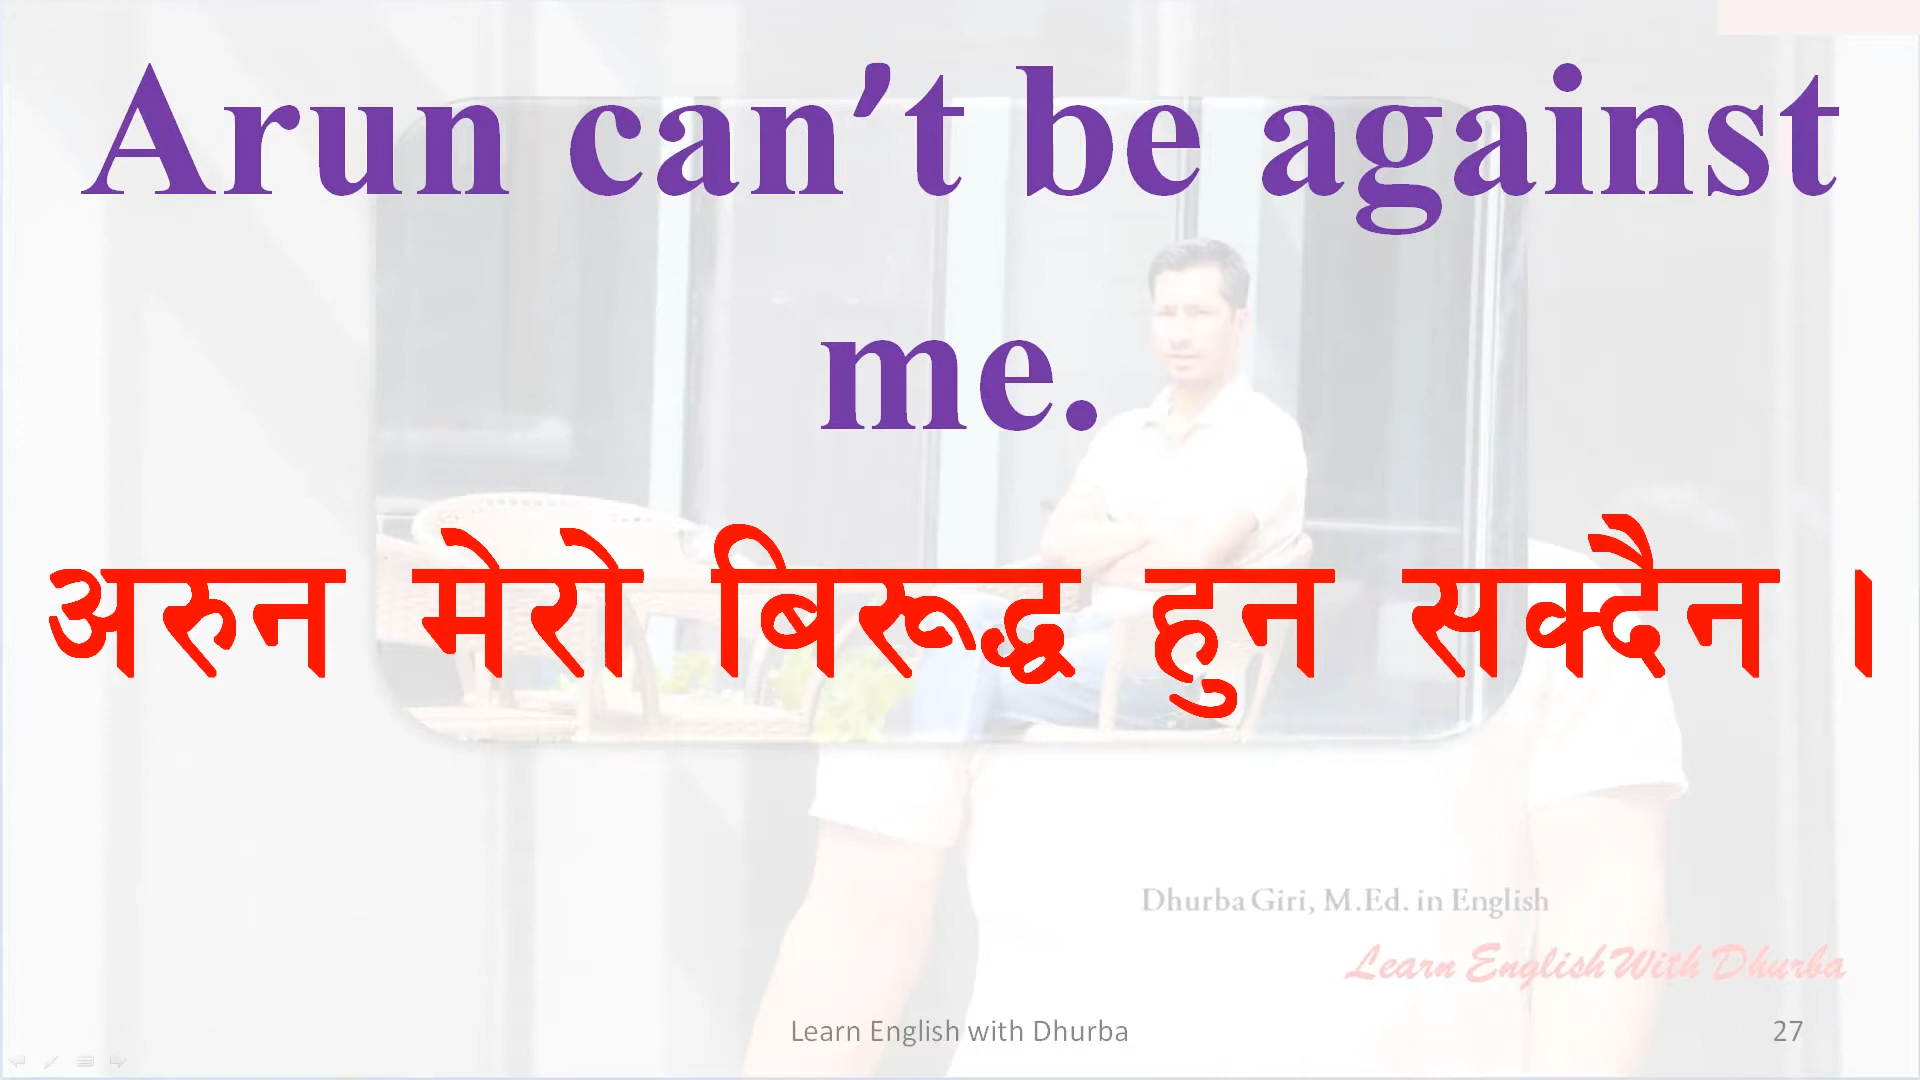 Arun can't be against
me.
अरुन मेरो बिरूद्ध हुन सक्दैन ।
Dhurba Giri, M.Ed. in English
Learn English With Dhurba
Learn English with Dhurba
27